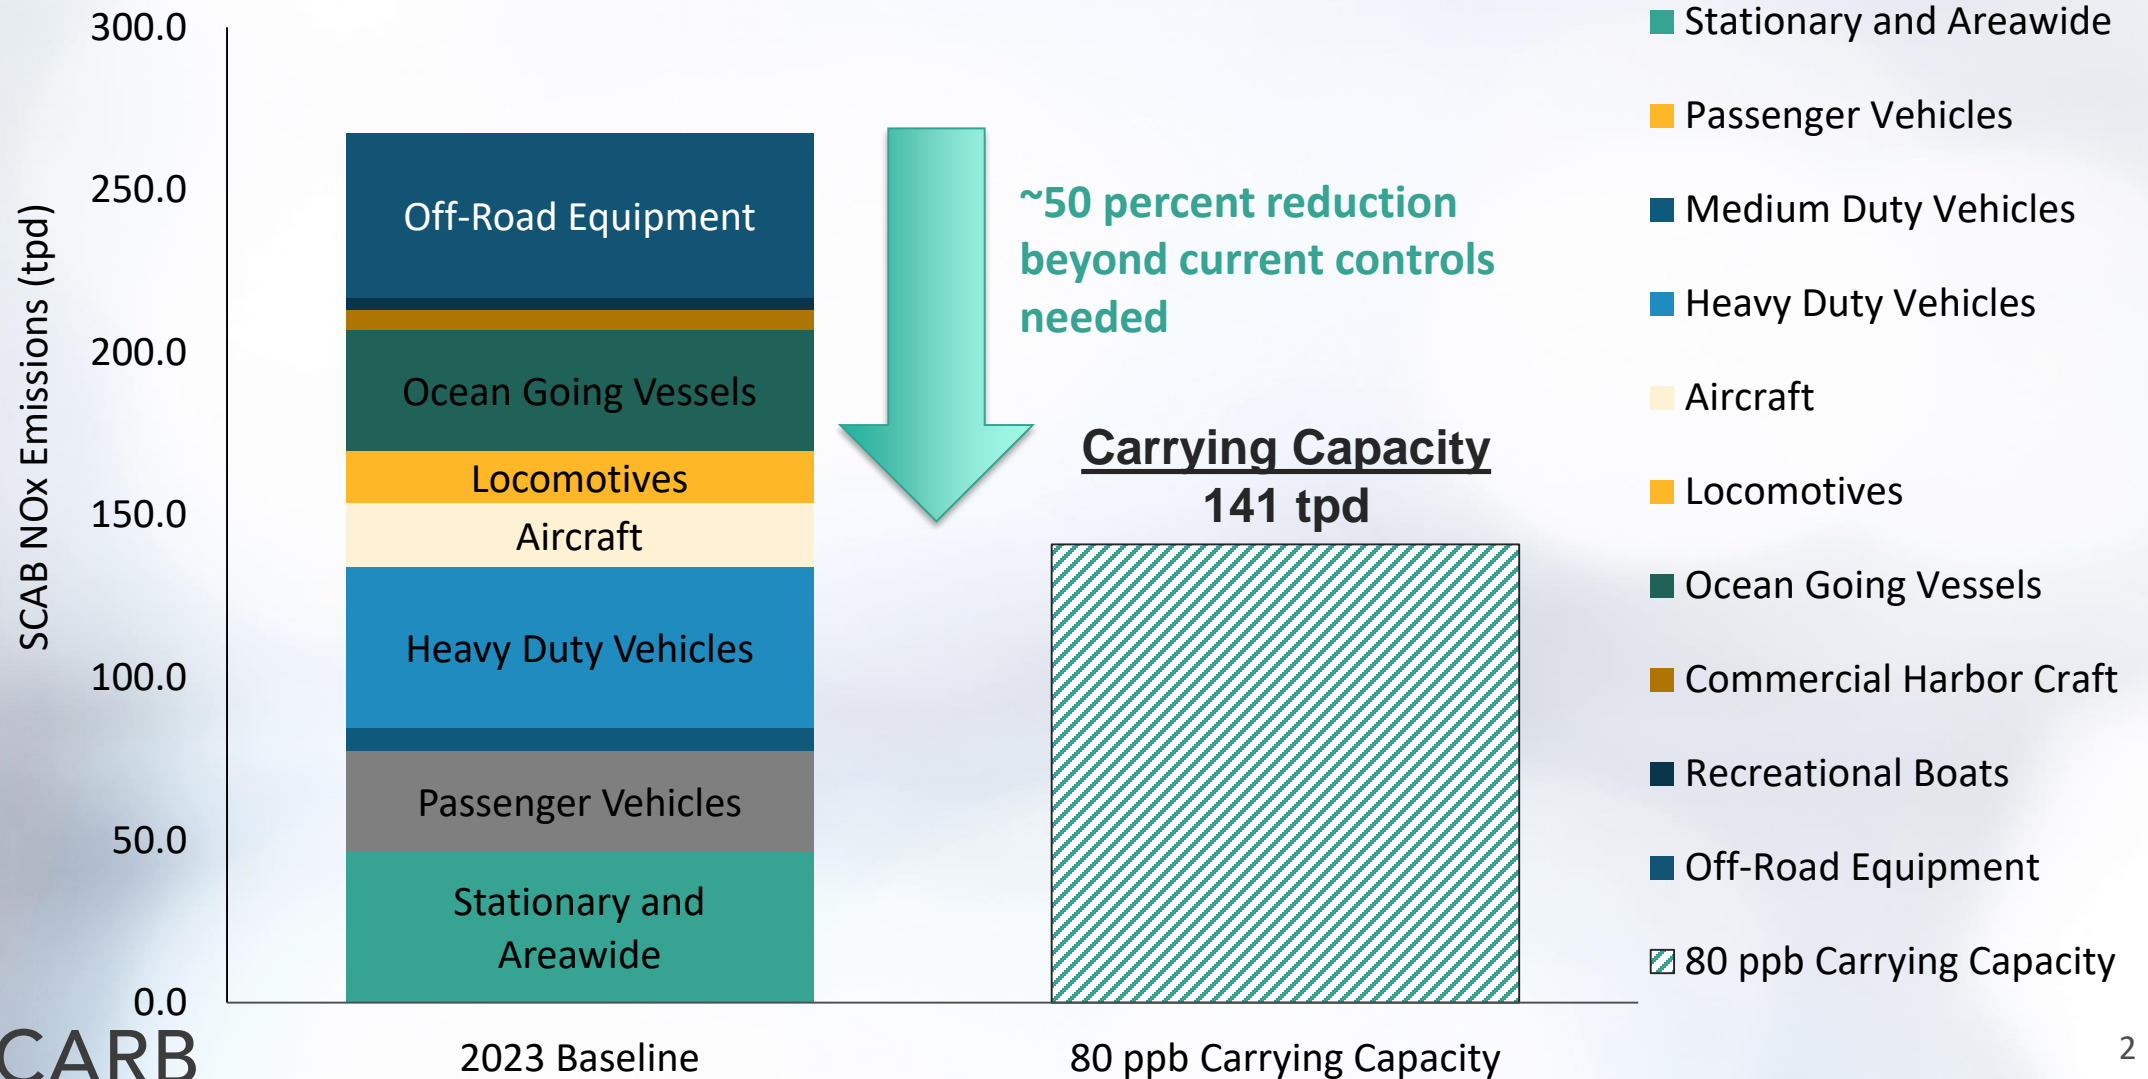 300.0
250.0
200.0
150.0
100.0
50.0
0.0
SCAB NOx Emissions (tpd)
Off-Road Equipment
Ocean Going Vessels
Locomotives
Aircraft
Heavy Duty Vehicles
Passenger Vehicles
Stationary and
Areawide
~50 percent reduction
beyond current controls
needed
Carrying Capacity
141 tpd
2023 Baseline
80 ppb Carrying Capacity
Stationary and Areawide
Passenger Vehicles
Medium Duty Vehicles
Heavy Duty Vehicles
Aircraft
Locomotives
Ocean Going Vessels
Commercial Harbor Craft
Recreational Boats
Off-Road Equipment
80 ppb Carrying Capacity
CARB
2